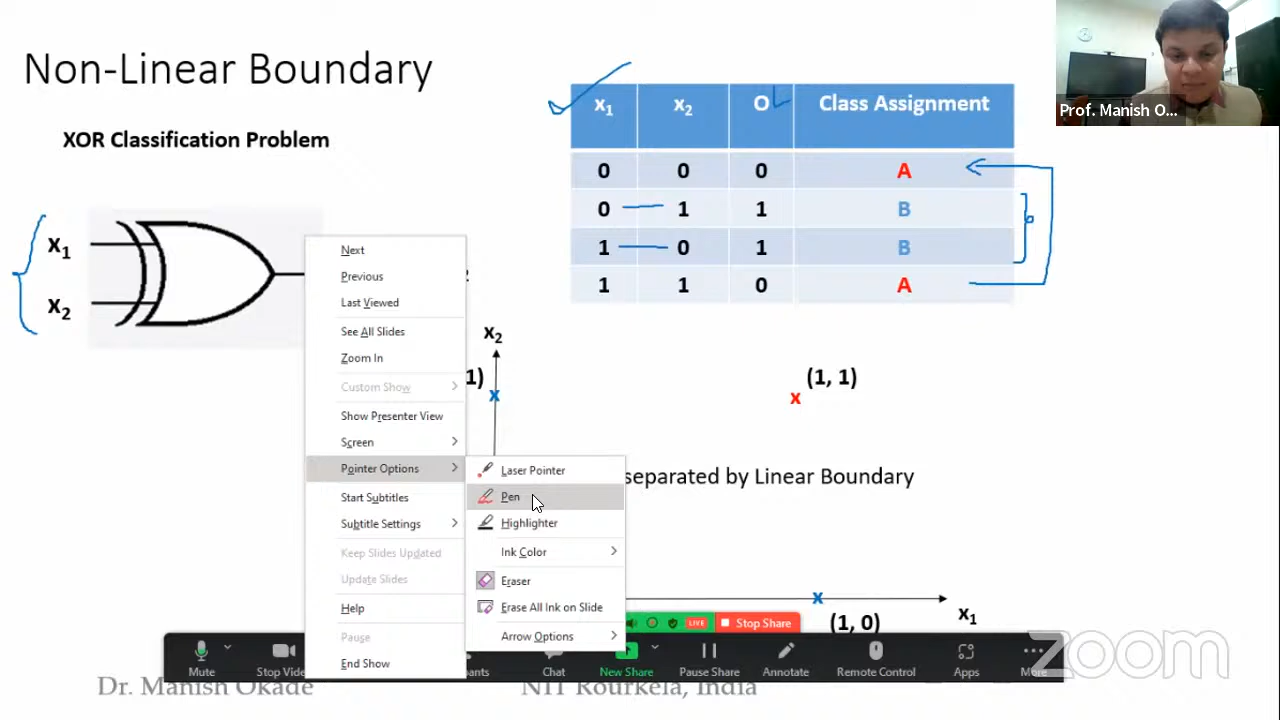 Non-Linear Boundary
XOR Classification Problem
x1
x2
x1 x2 O Class Assignment
0 0 0 A
0 1 1 B
1 0 1 B
1 1 0 A
Prof. Manish O...
Next
Previous
Last Viewed
See All Slides
Zoom In
Custom Show
Show Presenter View
Screen
Pointer Options
Start Subtitles
Subtitle Settings
Keep Slides Updated
Update Slides
Help
Pause
End Show
Laser Pointer
Pen
Highlighter
Ink Color
Eraser
Erase All Ink on Slide
Arrow Options
x2
1)
x
(1, 1)
x
separated by Linear Boundary
x
(1, 0)
x1
LIVE
Stop Share
Mute
Chat
New Share
Pause Share
Annotate
Remote Control
Apps
More
zoom
Dr. Manish Okade
NIT Rourkela, India